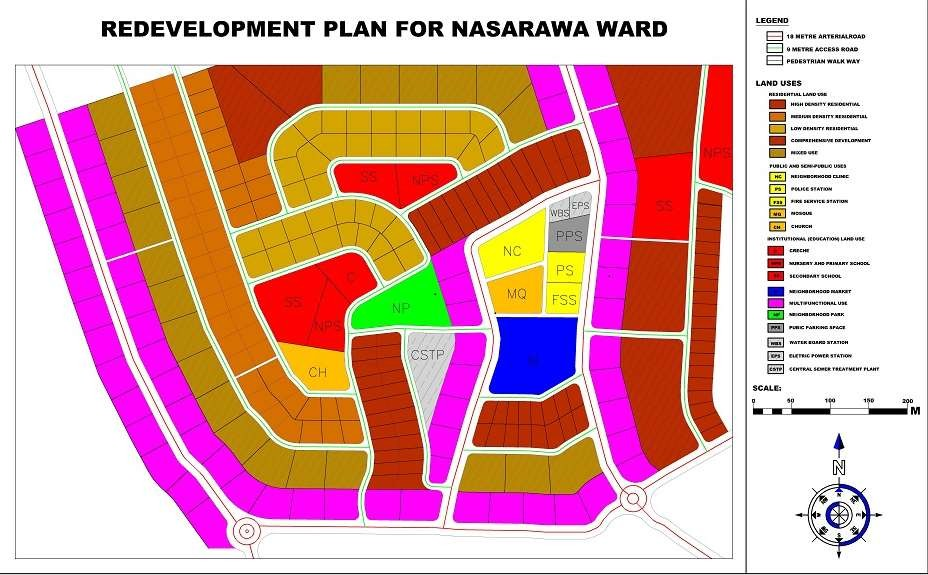 REDEVELOPMENT PLAN FOR NASARAWA WARD
NPS
SS
NPS
SS
WBS
EPS
PPS
NC
PS
MQ
FSS
C
SS
NPS
NP
CH
CSTP
LEGEND
18 METRE ARTERIALROAD
9 METRE ACCESS ROAD
PEDESTRIAN WALK WAY
LAND USES
RESIDENTIAL LAND USE
HIGH DENSITY RESIDENTIAL
MEDIUM DENSITY RESIDENTIAL
LOW DENSITY RESIDENTIAL
COMPREHENSIVE DEVELOPMENT
MIXED USE
PUBLIC AND SEMI-PUBLIC USES
NC NEIGHBORHOOD CLINIC
PS POLICE STATION
FSS FIRE SERVICE STATION
MQ MOSQUE
CH CHURCH
INSTITUTIONAL (EDUCATION) LAND USE
CRECHE
NURSERY AND PRIMARY SCHOOL
SECONDARY SCHOOL
NEIGHBORHOOD MARKET
MULTIFUNCTIONAL USE
NP NEIGHBORHOOD PARK
PPS PUBIC PARKING SPACE
WBS WATER BOARD STATION
EPS ELETRIC POWER STATION
CSTP CENTRAL SEWER TREATMENT PLANT
SCALE:
0 50 100 150 200
M
N